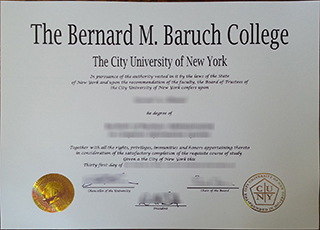 The Bernard M. Baruch College
The City University of New York
In pursuance of the authority vested in it by the laws of the State
of New York and upon the recommendation of the faculty, the Board of Trustees of
the City University of New York confers upon
he degree of
Together with all the rights, privileges, immunities and honors appertaining thereto
in consideration of the satisfactory completion of the requisite course of study.
Given a the City of New York this
Thirty first day of
Chancellor of the University
Chair of the Board
President
CUNY